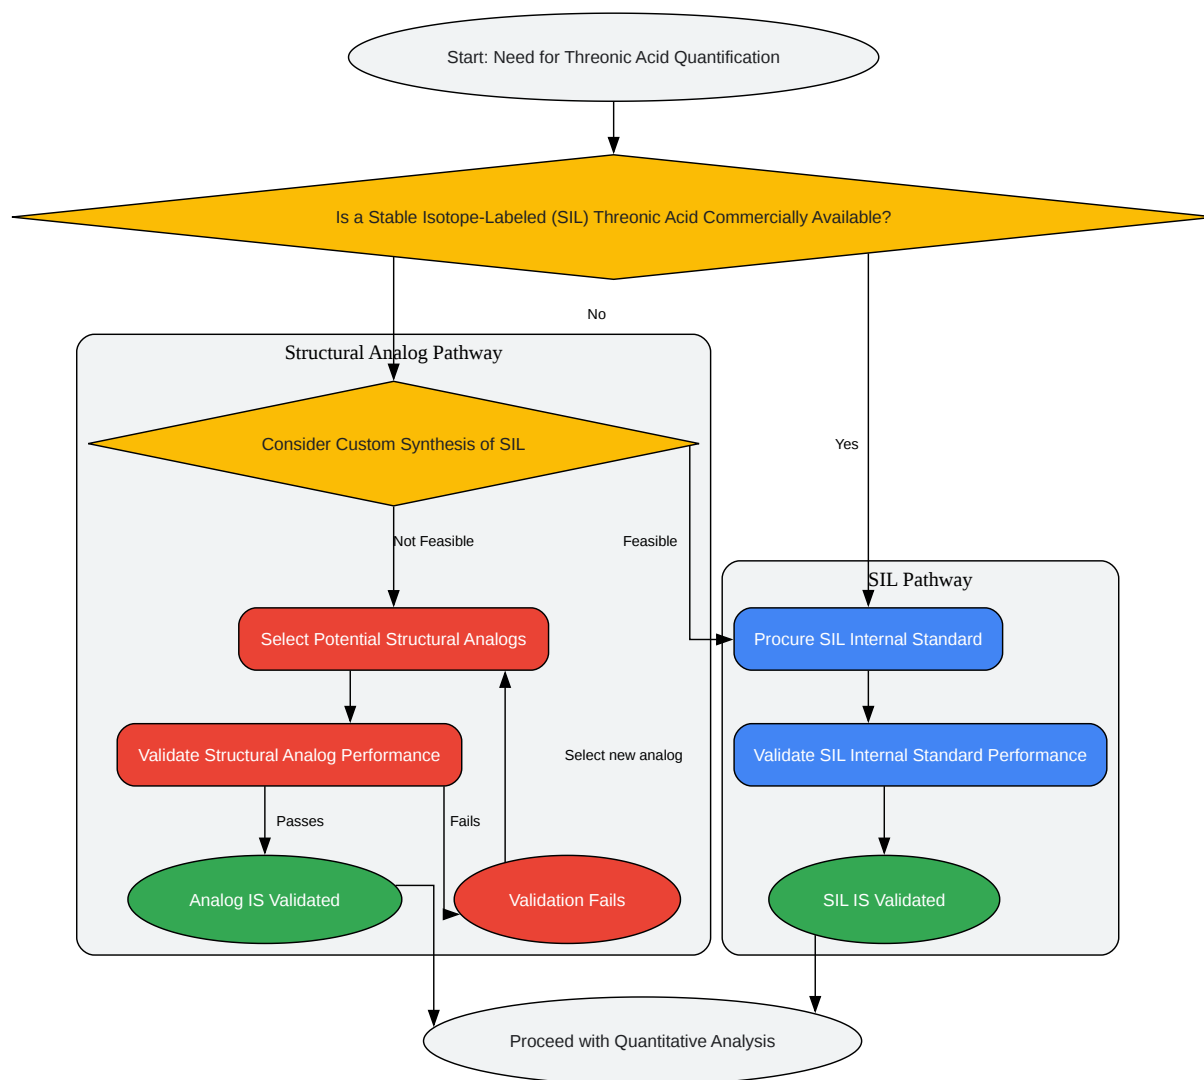 Start: Need for Threonic Acid Quantification
Is a Stable Isotope-Labeled (SIL) Threonic Acid Commercially Available?
No
Structural Analog Pathway
Consider Custom Synthesis of SIL
Yes
Not Feasible
Feasible
SIL Pathway
Select Potential Structural Analogs
Procure SIL Internal Standard
Validate Structural Analog Performance
Select new analog
Validate SIL Internal Standard Performance
Passes
Fails
Analog IS Validated
Validation Fails
SIL IS Validated
Proceed with Quantitative Analysis